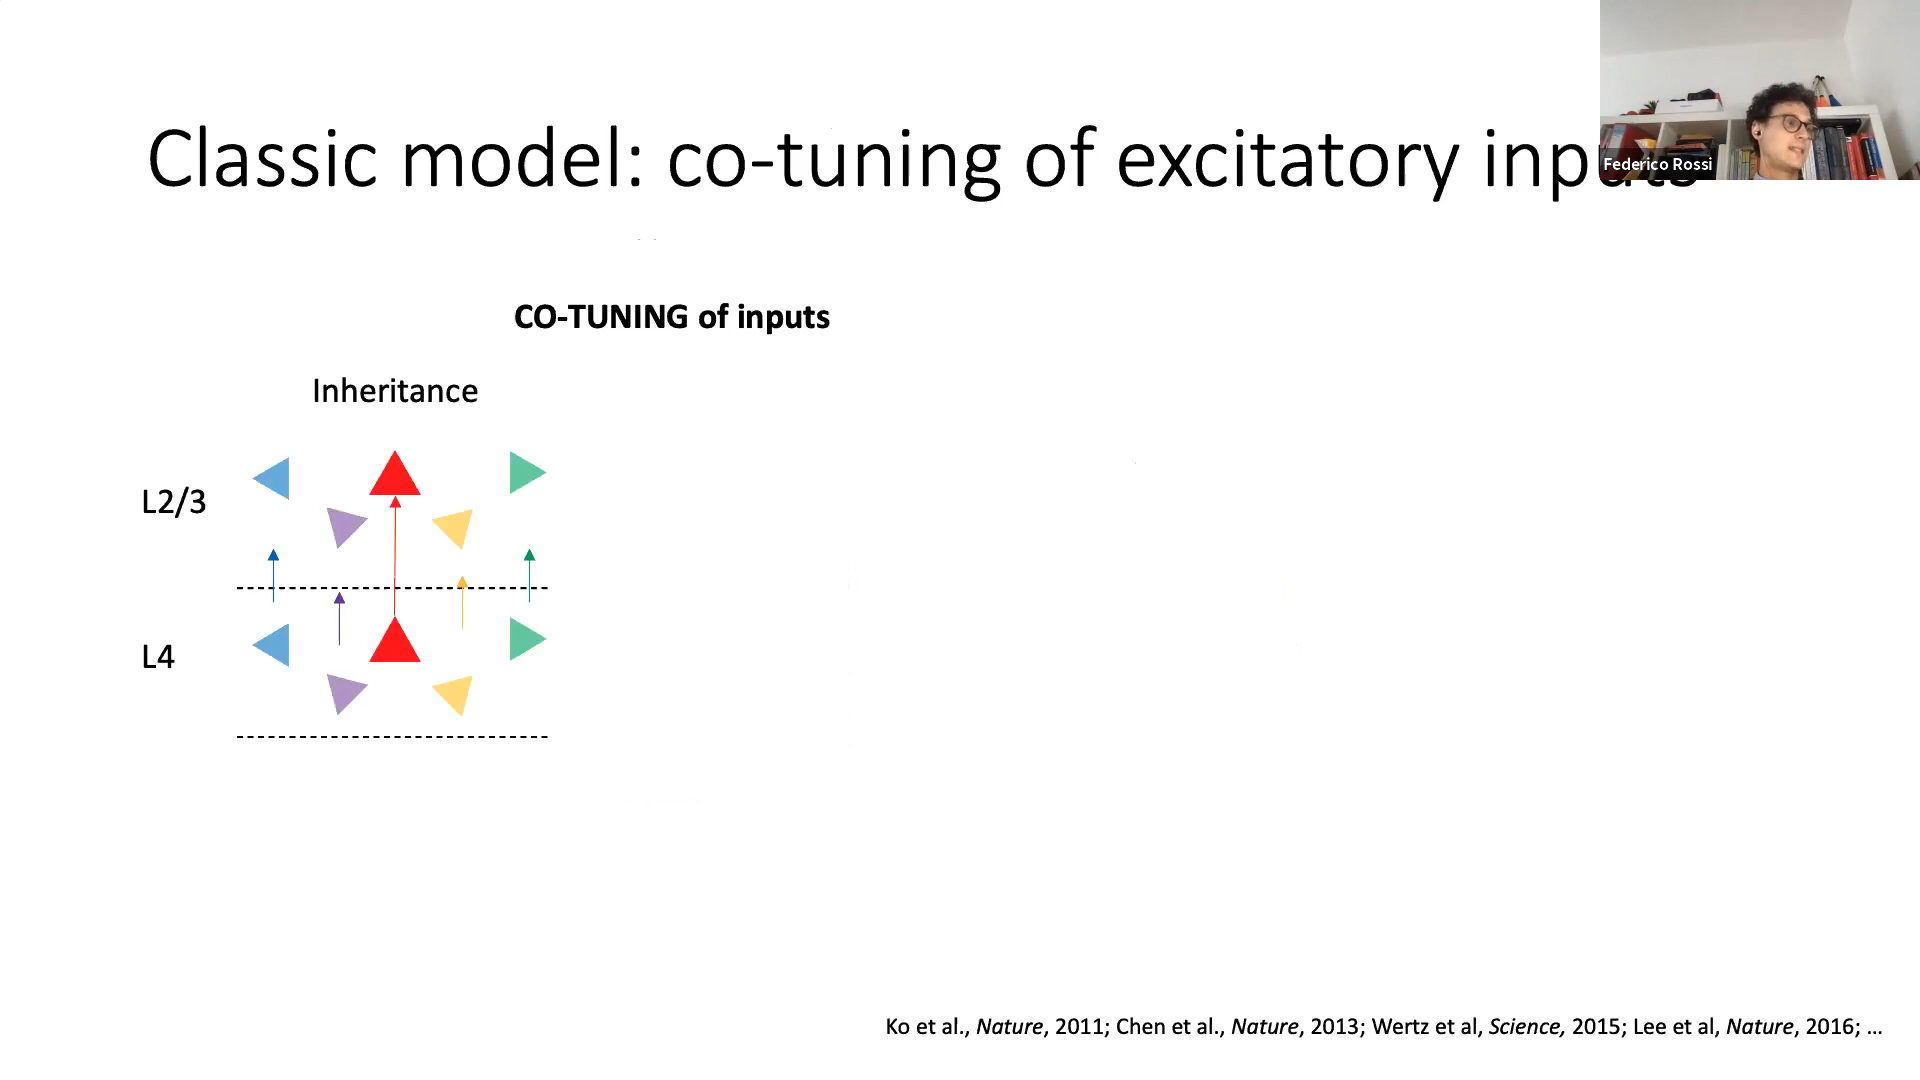 Classic model: co-tuning of excitatory inputs
Federico Rossi
CO-TUNING of inputs
Inheritance
L2/3
L4
Ko et al., Nature, 2011; Chen et al., Nature, 2013; Wertz et al, Science, 2015; Lee et al, Nature, 2016; ...